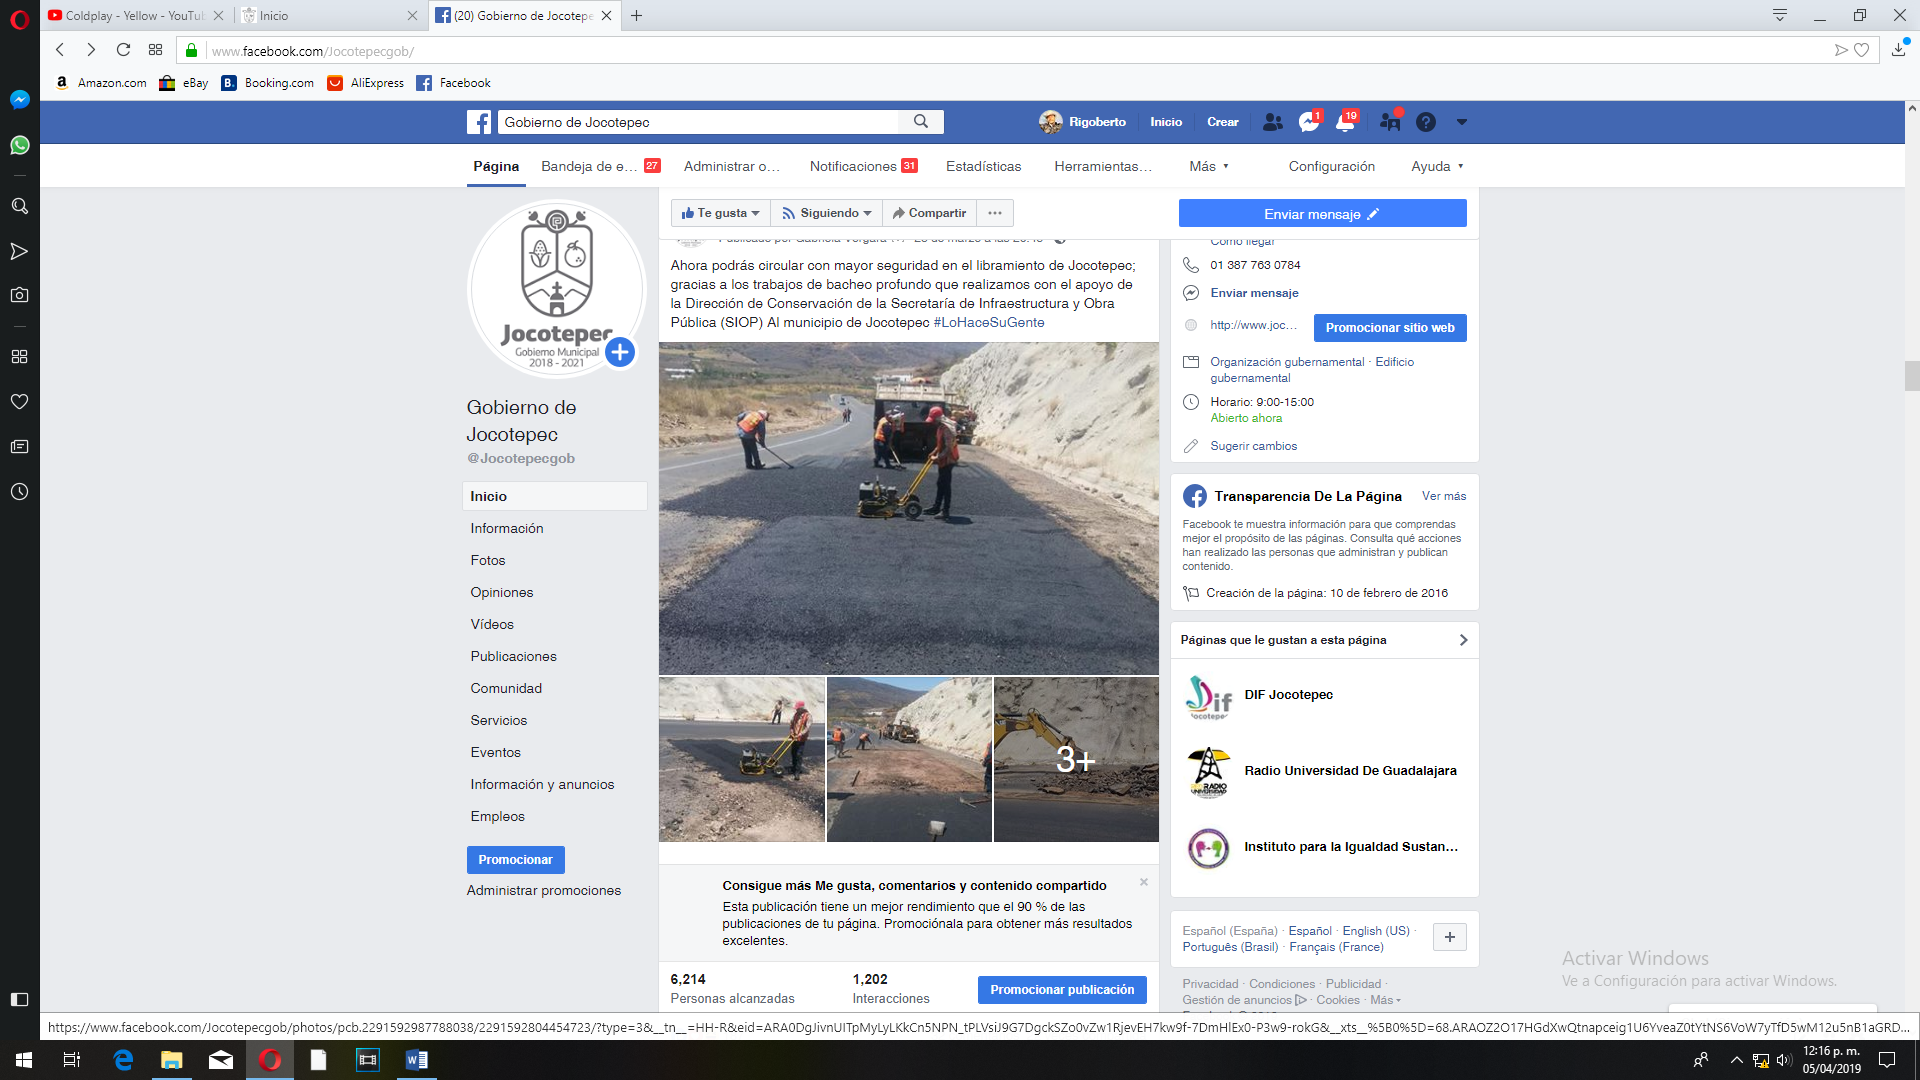 Coldplay - Yellow - YouTu
Inicio
(20) Gobierno de Jocotepe
www.facebook.com/Jocotepecgob/
Amazon.com
eBay
Booking.com
AliExpress
Facebook
Gobierno de Jocotepec
Rigoberto
Inicio
Crear
1
19
Página
Bandeja de e... 27
Administrar o...
Notificaciones 31
Estadísticas
Herramientas...
Más
Configuración
Ayuda
Jocotepec
Gobierno Municipal
2018 - 2021
Gobierno de
Jocotepec
@Jocotepecgob
Inicio
Información
Fotos
Opiniones
Vídeos
Publicaciones
Comunidad
Servicios
Eventos
Información y anuncios
Empleos
Promocionar
Administrar promociones
Te gusta
Siguiendo
Compartir
...
Enviar mensaje
Ahora podrás circular con mayor seguridad en el libramiento de Jocotepec;
gracias a los trabajos de bacheo profundo que realizamos con el apoyo de
la Dirección de Conservación de la Secretaría de Infraestructura y Obra
Pública (SIOP) Al municipio de Jocotepec #LoHaceSuGente
3+
Consigue más Me gusta, comentarios y contenido compartido
Esta publicación tiene un mejor rendimiento que el 90 % de las
publicaciones de tu página. Promociónala para obtener más resultados
excelentes.
6,214
Personas alcanzadas
1,202
Interacciones
Promocionar publicación
Cómo llegar
01 387 763 0784
Enviar mensaje
http://www.joc...
Promocionar sitio web
Organización gubernamental · Edificio
gubernamental
Horario: 9:00-15:00
Abierto ahora
Sugerir cambios
Transparencia De La Página
Ver más
Facebook te muestra información para que comprendas
mejor el propósito de las páginas. Consulta qué acciones
han realizado las personas que administran y publican
contenido.
Creación de la página: 10 de febrero de 2016
Páginas que le gustan a esta página
DIF Jocotepec
Radio Universidad De Guadalajara
Instituto para la Igualdad Sustan...
Español (España) · Español · English (US) ·
Português (Brasil) · Français (France)
Privacidad · Condiciones · Publicidad ·
Gestión de anuncios · Cookies · Más
Activar Windows
Ve a Configuración para activar Windows.
12:16 p. m.
05/04/2019